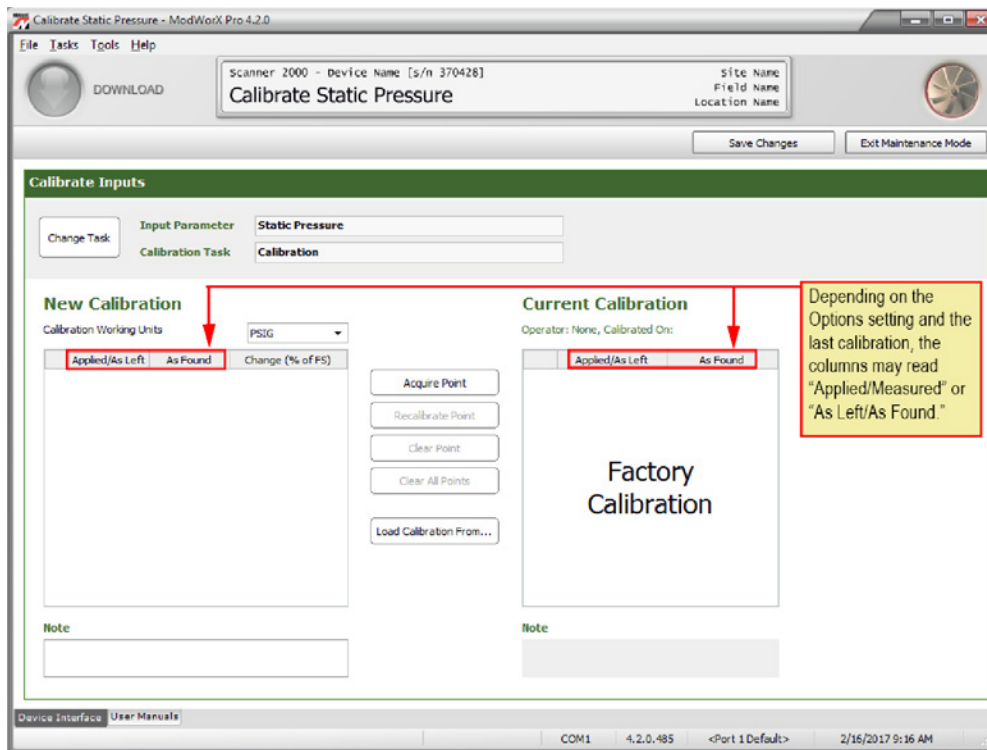 Calibrate Static Pressure - ModWorX Pro 4.2.0
File Tasks Tools Help
DOWNLOAD
Scanner 2000 - Device Name [s/n 370428]
Calibrate Static Pressure
Site Name
Field Name
Location Name
Save Changes
Exit Maintenance Mode
Calibrate Inputs
Change Task
Input Parameter
Static Pressure
Calibration Task
Calibration
New Calibration
Calibration Working Units
PSIG
Applied/As Left As Found Change (% of FS)
Acquire Point
Recalibrate Point
Clear Point
Clear All Points
Load Calibration From...
Note
Current Calibration
Operator: None, Calibrated On:
Applied/As Left As Found
Factory
Calibration
Note
Depending on the
Options setting and the
last calibration, the
columns may read
“Applied/Measured” or
“As Left/As Found.”
Device Interface User Manuals
COM1 4.2.0.485 <Port 1 Default> 2/16/2017 9:16 AM